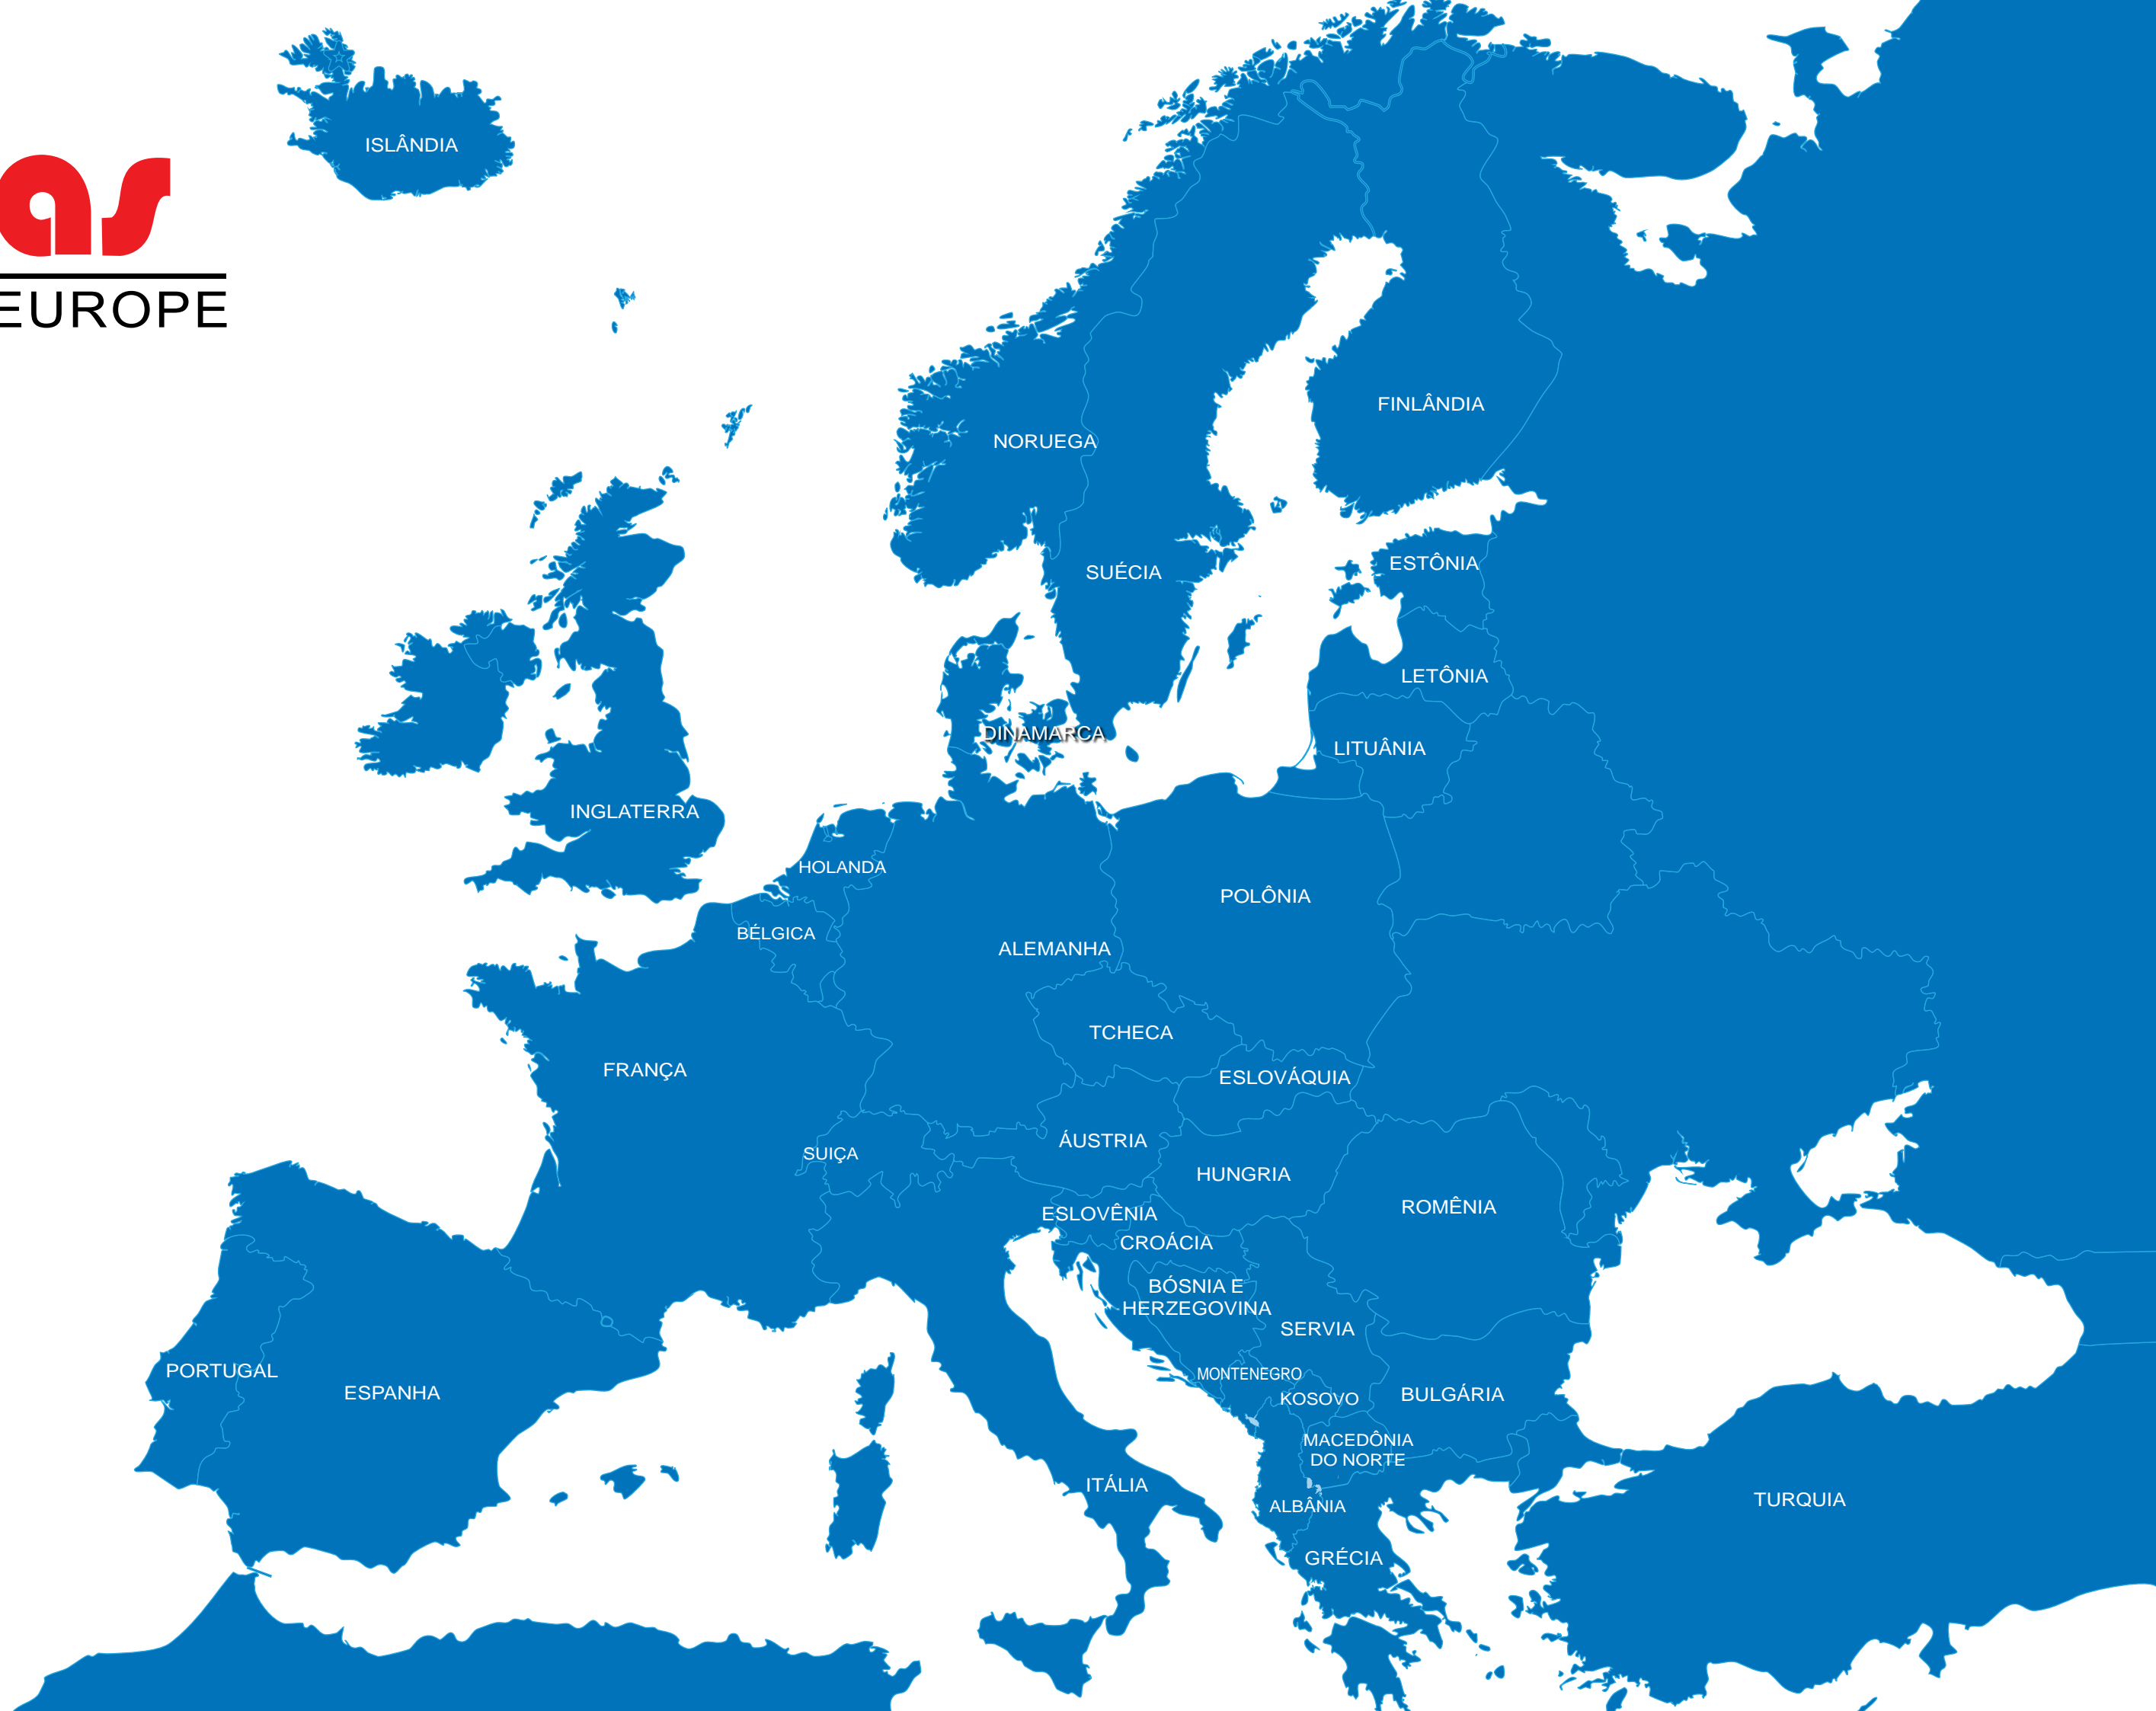 ISLÂNDIA
as
EUROPE
FINLÂNDIA
NORUEGA
ESTÔNIA
SUÉCIA
LETÔNIA
DINAMARCA
LITUÂNIA
INGLATERRA
HOLANDA
POLÔNIA
BÉLGICA
ALEMANHA
TCHECA
FRANÇA
ESLOVÁQUIA
ÁUSTRIA
SUIÇA
HUNGRIA
ROMÊNIA
ESLOVÊNIA
CROÁCIA
BÓSNIA E
HERZEGOVINA
SERVIA
PORTUGAL
MONTENEGRO
ESPANHA
KOSOVO
BULGÁRIA
MACEDÔNIA
DO NORTE
ITÁLIA
TURQUIA
ALBÂNIA
GRÉCIA